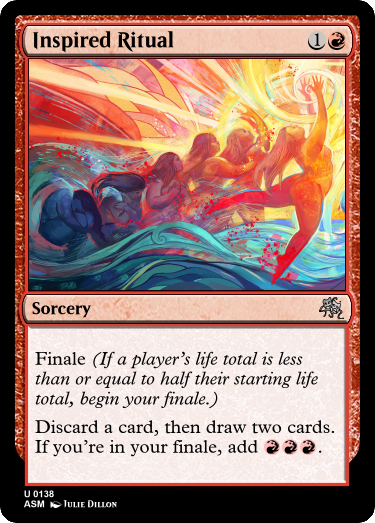 Inspired Ritual 1
Sorcery
Finale (If a player's life total is less
than or equal to half their starting life
total, begin your finale.)
Discard a card, then draw two cards.
If you're in your finale, add .
U 0138
ASM Julie Dillon